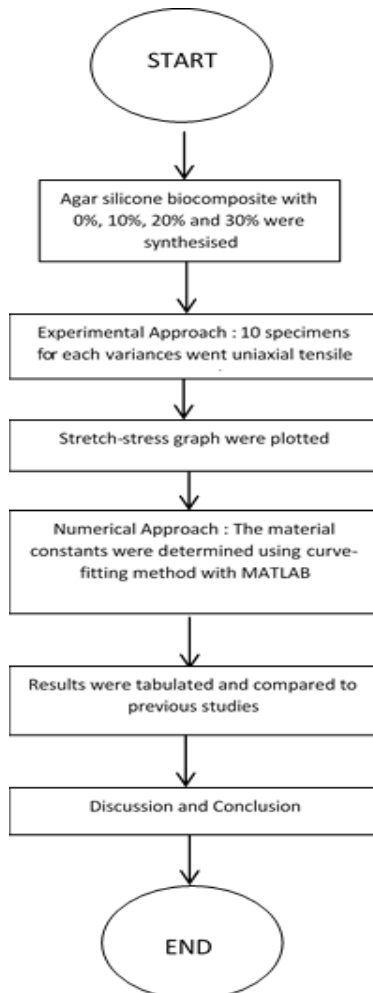 START
Agar silicone biocomposite with
0%, 10%, 20% and 30% were
synthesised
Experimental Approach : 10 specimens
for each variances went uniaxial tensile
Stretch-stress graph were plotted
Numerical Approach : The material
constants were determined using curve-
fitting method with MATLAB
Results were tabulated and compared to
previous studies
Discussion and Conclusion
END